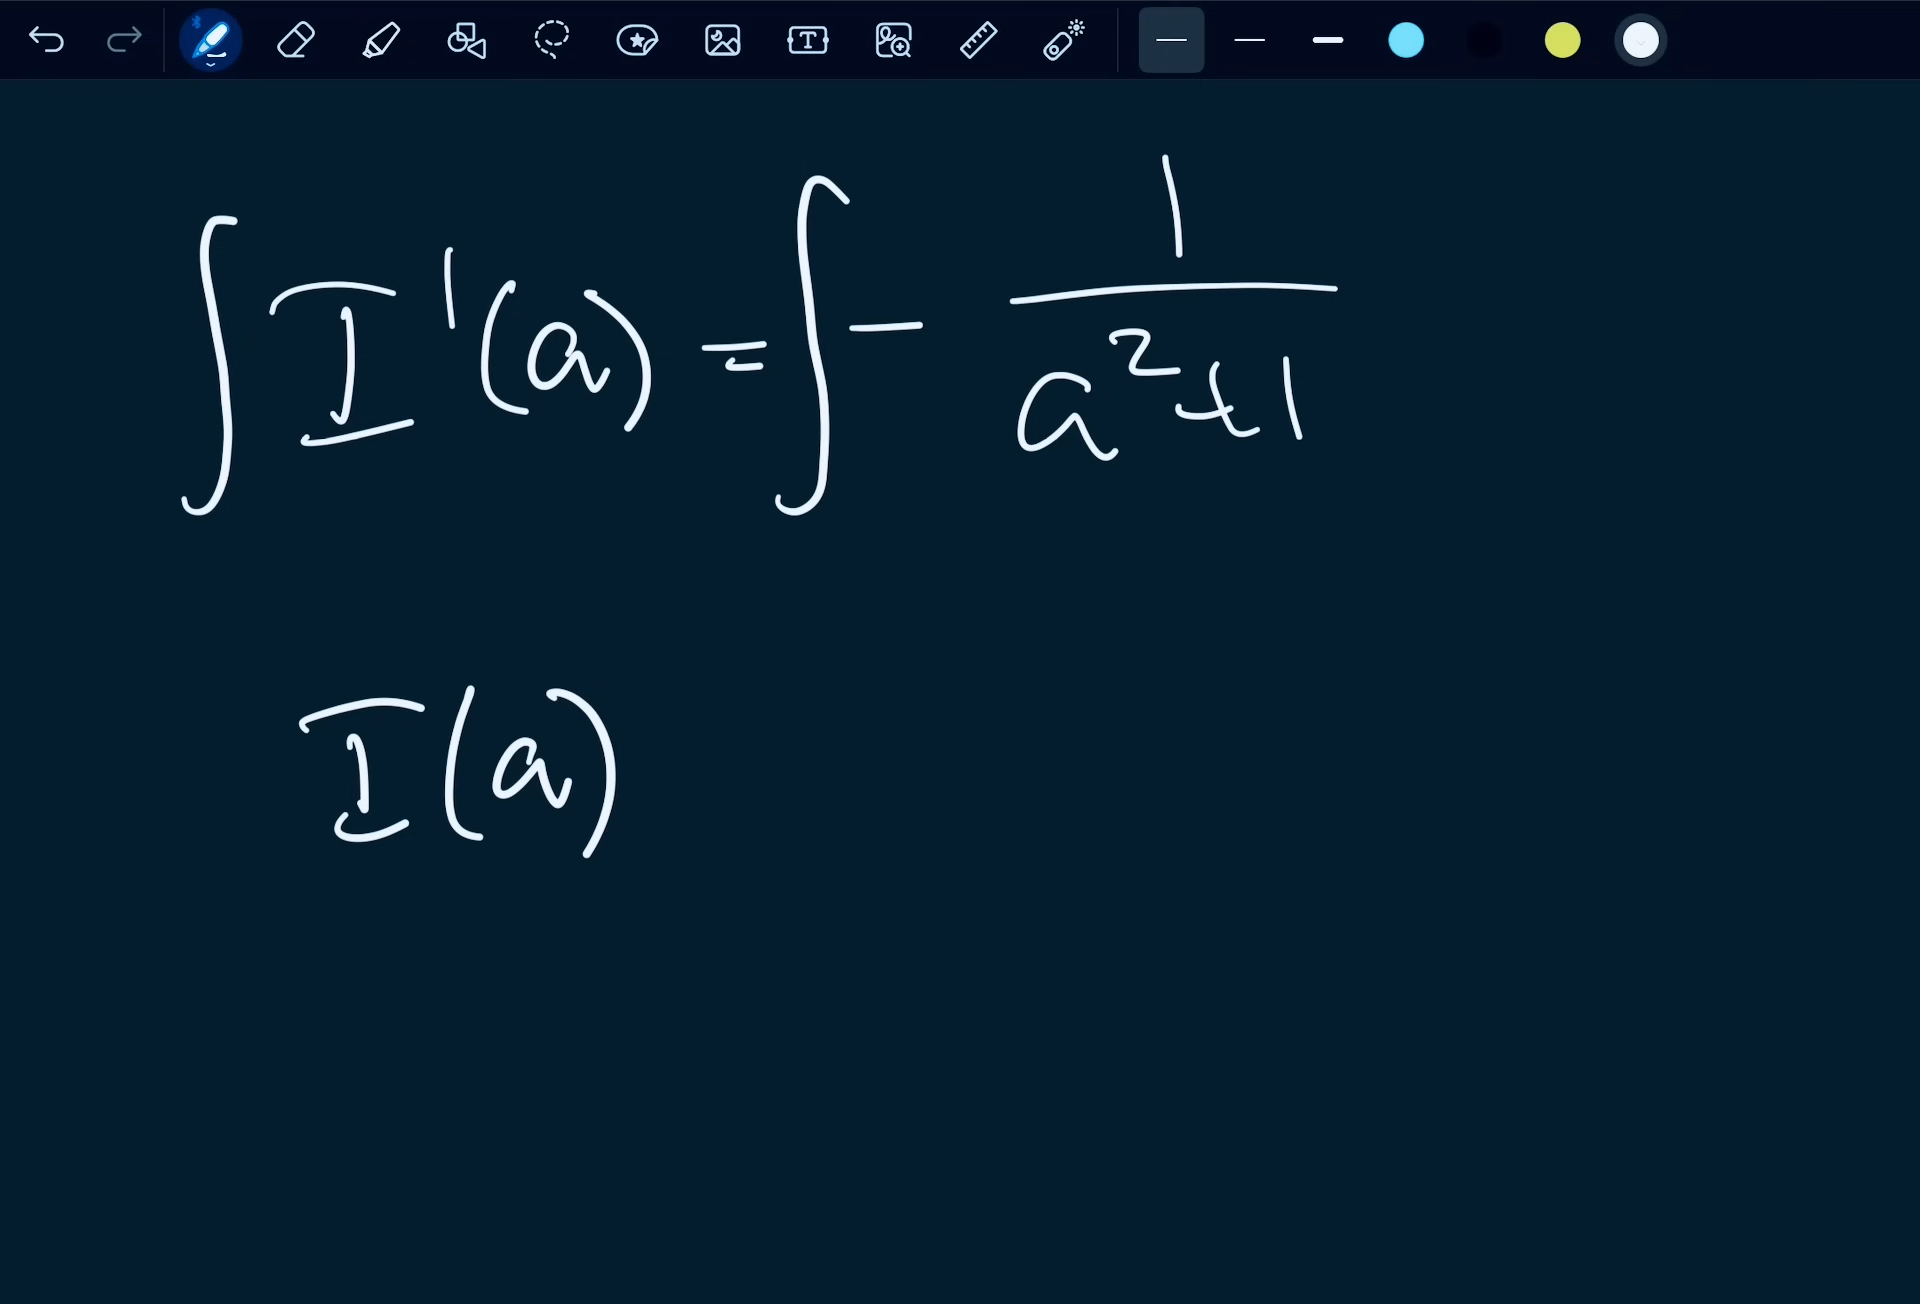 ∫ I'(a) = ∫ - 1/(a²+1)
I(a)